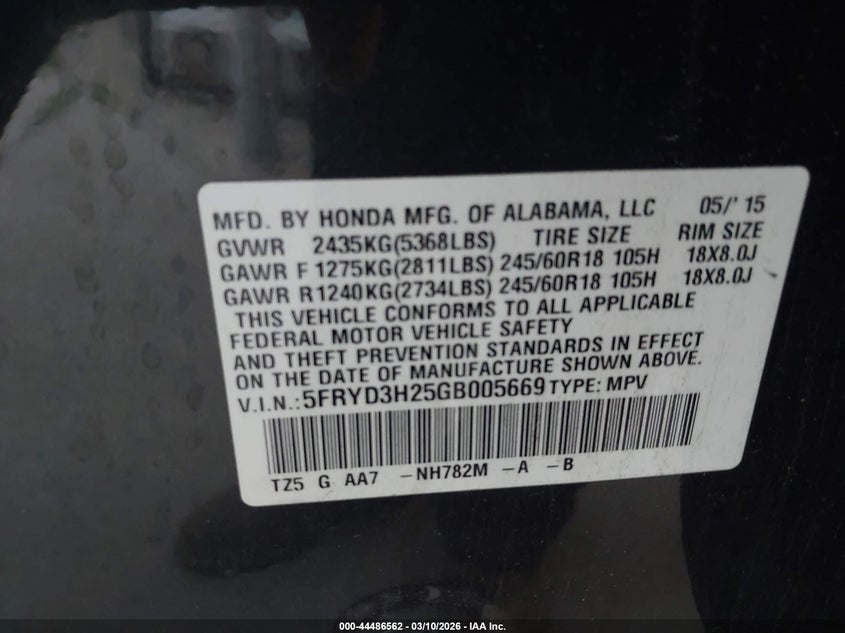 MFD. BY HONDA MFG. OF ALABAMA, LLC 05/' 15
GVWR 2435KG(5368LBS) TIRE SIZE RIM SIZE
GAWR F 1275KG(2811LBS) 245/60R18 105H 18X8.0J
GAWR R1240KG(2734LBS) 245/60R18 105H 18X8.0J
THIS VEHICLE CONFORMS TO ALL APPLICABLE
FEDERAL MOTOR VEHICLE SAFETY
AND THEFT PREVENTION STANDARDS IN EFFECT
ON THE DATE OF MANUFACTURE SHOWN ABOVE.
V.I.N.:5FRYD3H25GB005669 TYPE: MPV
TZ5 G AA7 -NH782M -A -B
000-44486562 - 03/10/2026 - IAA Inc.